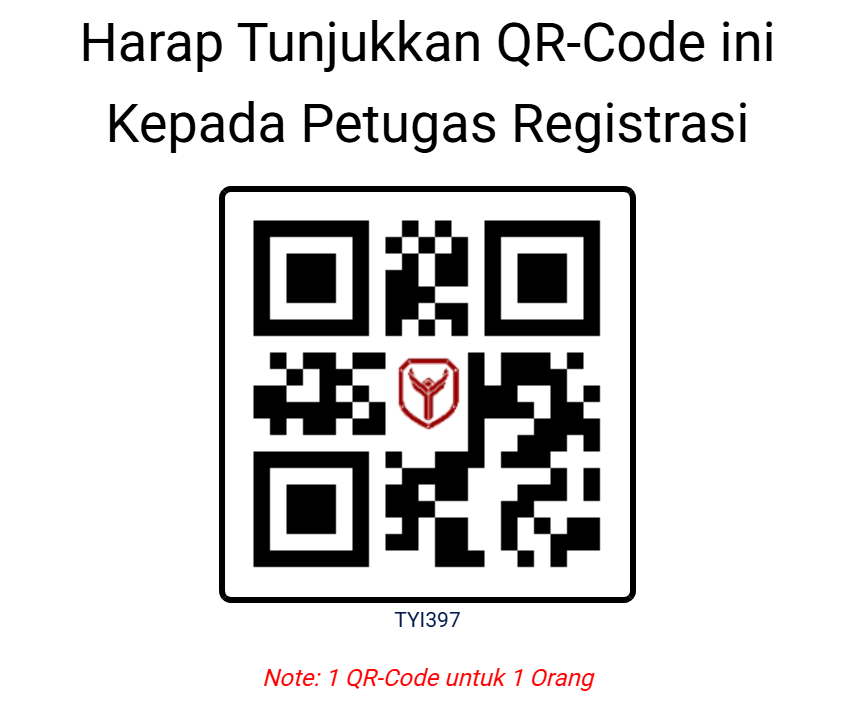 Harap Tunjukkan QR-Code ini
Kepada Petugas Registrasi
TYI397
Note: 1 QR-Code untuk 1 Orang